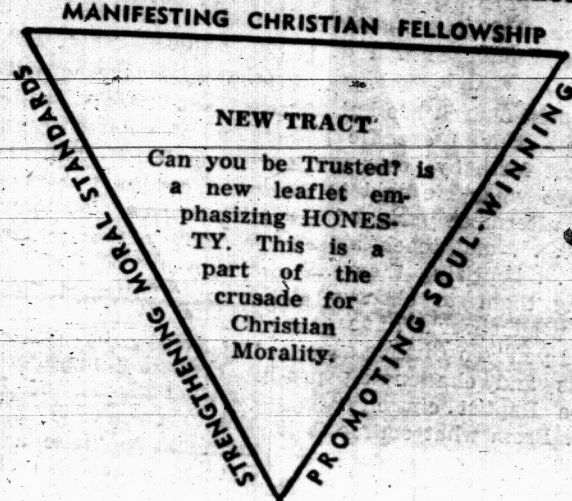 MANIFESTING CHRISTIAN FELLOWSHIP
STRENGTHENING MORAL STANDARDS
PROMOTING SOUL-WINNING
NEW TRACT
Can you be Trusted? is
a new leaflet em-
phasizing HONES-
TY. This is a
part of the
crusade for
Christian
Morality.